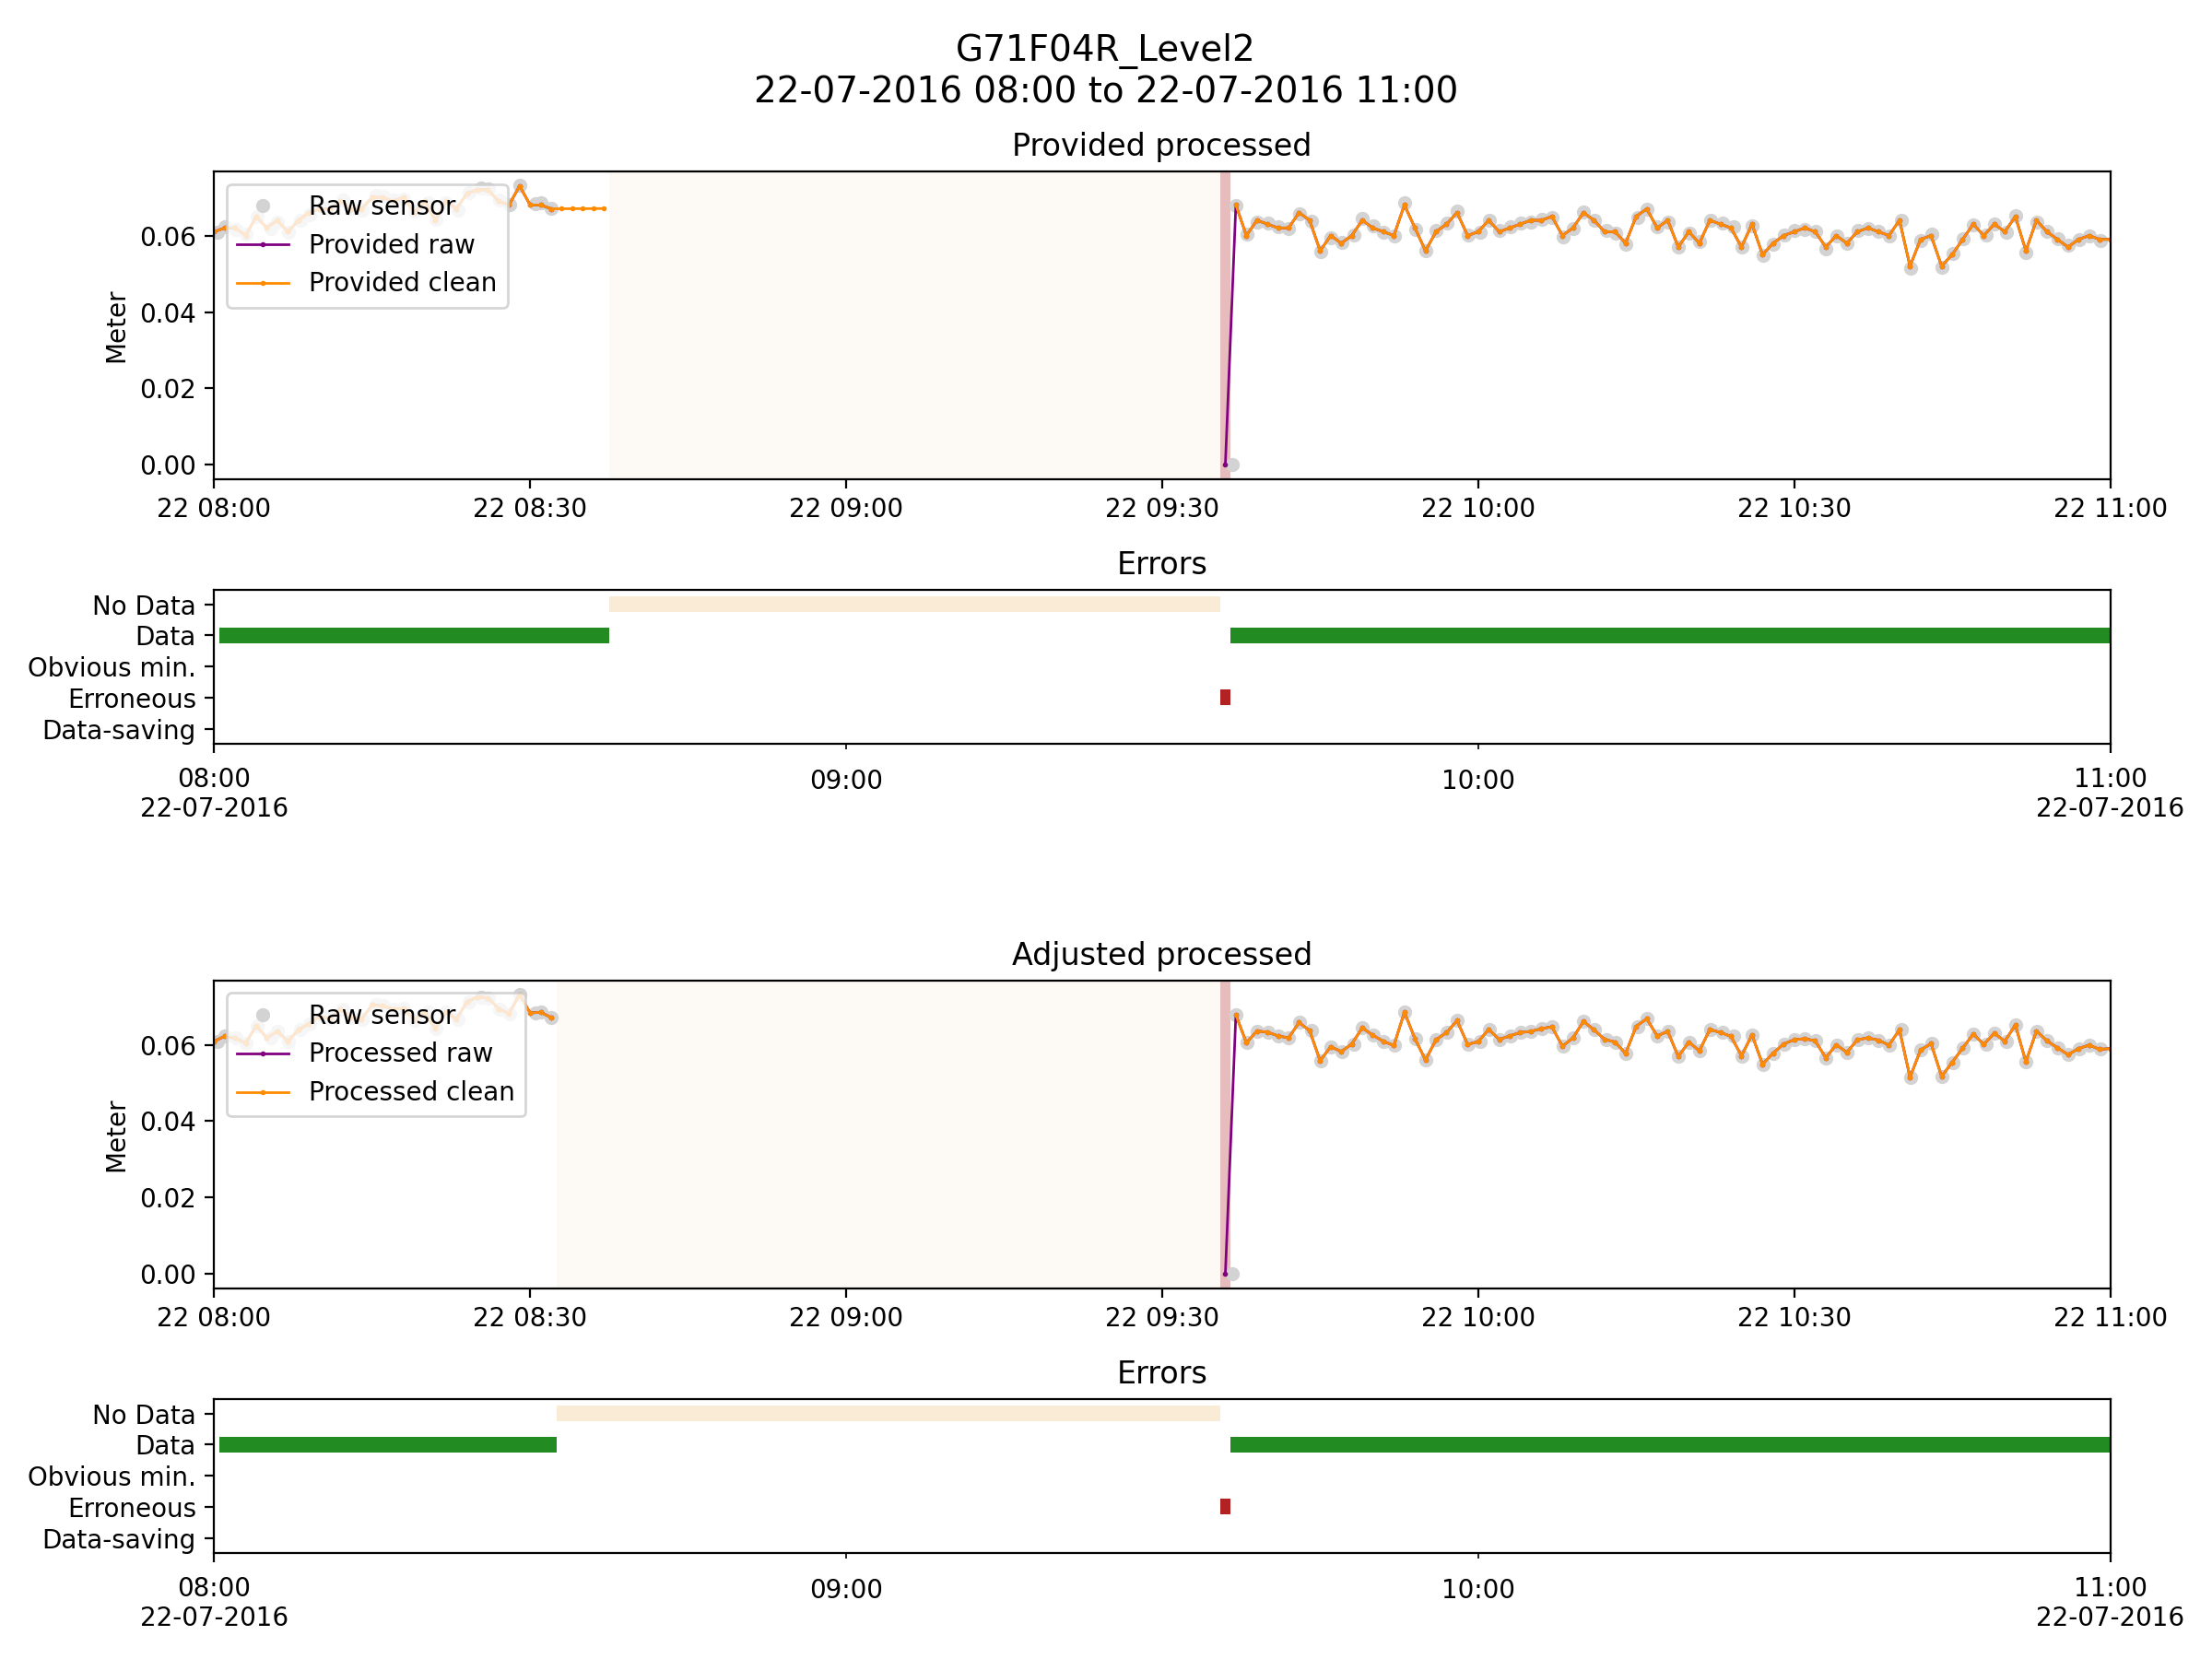 G71F04R_Level2
22-07-2016 08:00 to 22-07-2016 11:00
Provided processed
Raw sensor
Provided raw
Provided clean
Meter
0.06
0.04
0.02
0.00
22 08:00 22 08:30 22 09:00 22 09:30 22 10:00 22 10:30 22 11:00
Errors
No Data
Data
Obvious min.
Erroneous
Data-saving
08:00 09:00 10:00 11:00
22-07-2016 22-07-2016
Adjusted processed
Raw sensor
Processed raw
Processed clean
Meter
0.06
0.04
0.02
0.00
22 08:00 22 08:30 22 09:00 22 09:30 22 10:00 22 10:30 22 11:00
Errors
No Data
Data
Obvious min.
Erroneous
Data-saving
08:00 09:00 10:00 11:00
22-07-2016 22-07-2016